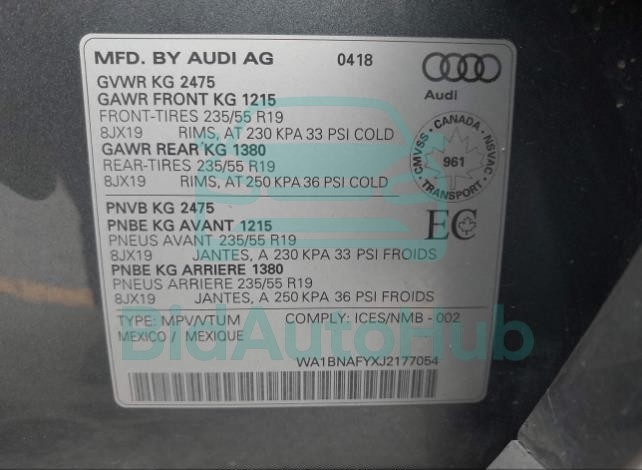 MFD. BY AUDI AG 0418
Audi
GVWR KG 2475
GAWR FRONT KG 1215
FRONT-TIRES 235/55 R19
8JX19 RIMS, AT 230 KPA 33 PSI COLD
GAWR REAR KG 1380
REAR-TIRES 235/55 R19
8JX19 RIMS, AT 250 KPA 36 PSI COLD
CMVSS - CANADA - NSVAC
961
TRANSPORT
PNVB KG 2475
PNBE KG AVANT 1215
PNEUS AVANT 235/55 R19
8JX19 JANTES, A 230 KPA 33 PSI FROIDS
PNBE KG ARRIERE 1380
PNEUS ARRIERE 235/55 R19
8JX19 JANTES, A 250 KPA 36 PSI FROIDS
EC
TYPE: MPV/VTUM COMPLY: ICES/NMB - 002
MEXICO / MEXIQUE
BidAutoHub
WA1BNAFYXJ2177054